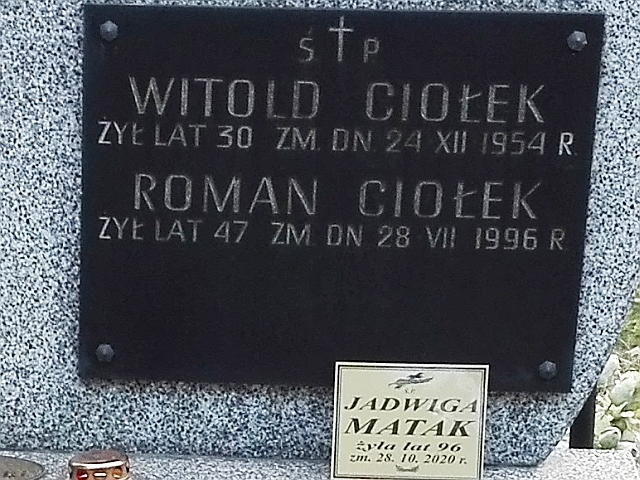 Ś † P
WITOLD CIOŁEK
ŻYŁ LAT 30 ZM. DN. 24 XII 1954 R.
ROMAN CIOŁEK
ŻYŁ LAT 47 ZM. DN. 28 VII 1996 R.
Ś.P.
JADWIGA
MATAK
żyła lat 96
zm. 28. 10. 2020 r.